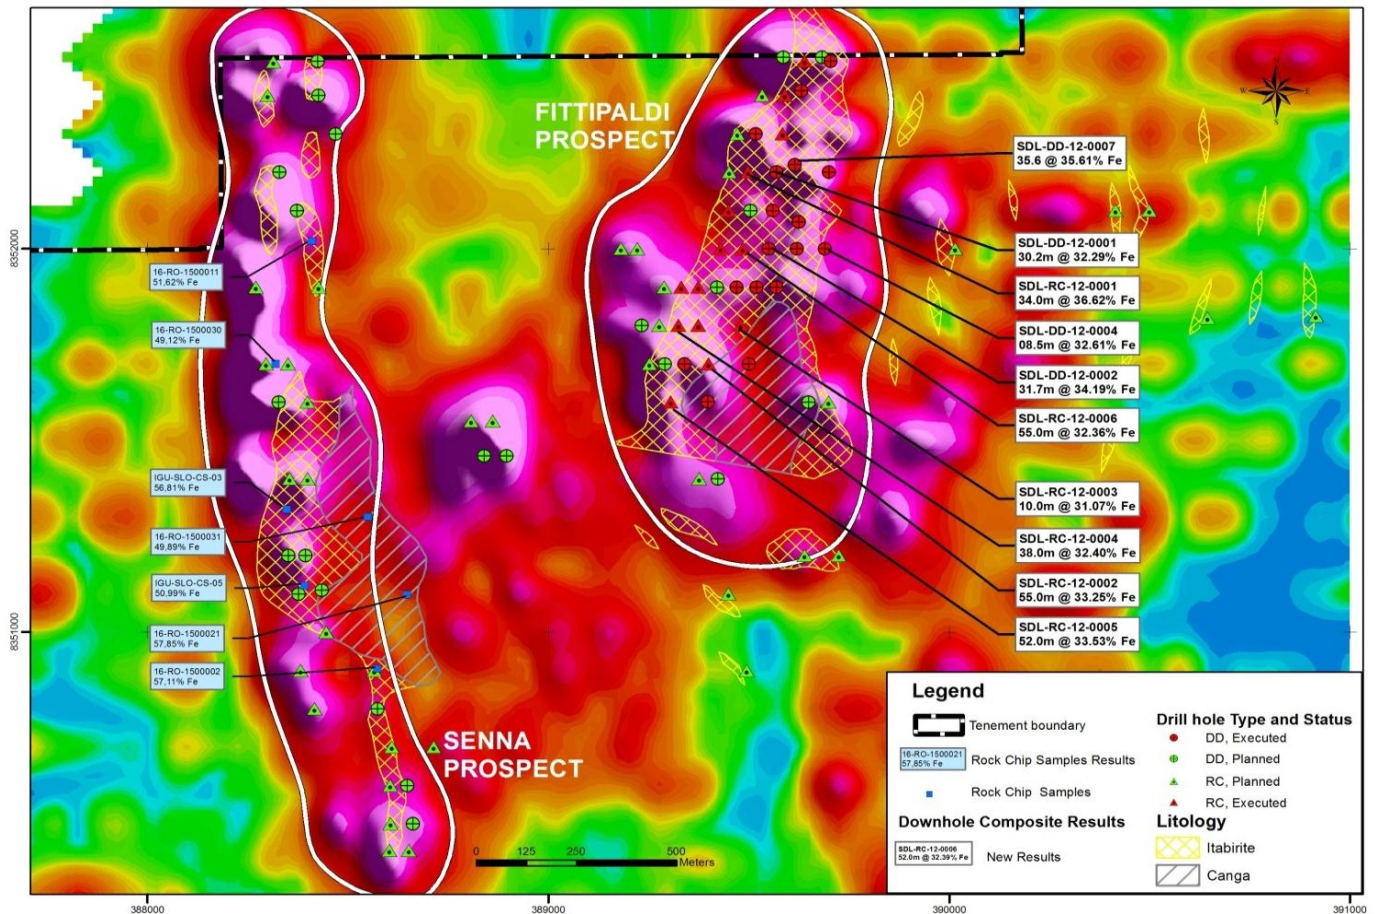 FITTIPALDI
PROSPECT
W
E
S
SDL-DD-12-0007
35.6 @ 35.61% Fe
SDL-DD-12-0001
30.2m @ 32.29% Fe
SDL-RC-12-0001
34.0m @ 36.62% Fe
SDL-DD-12-0004
08.5m @ 32.61% Fe
SDL-DD-12-0002
31.7m @ 34.19% Fe
SDL-RC-12-0006
55.0m @ 32.36% Fe
SDL-RC-12-0003
10.0m @ 31.07% Fe
SDL-RC-12-0004
38.0m @ 32.40% Fe
SDL-RC-12-0002
55.0m @ 33.25% Fe
SDL-RC-12-0005
52.0m @ 33.53% Fe
8352000
8351000
16-RO-1500011
51,62% Fe
16-RO-1500030
49,12% Fe
IGU-SLO-CS-03
56,81% Fe
16-RO-1500031
49,89% Fe
IGU-SLO-CS-05
50,99% Fe
16-RO-1500021
57,85% Fe
16-RO-1500002
57,11% Fe
SENNA
PROSPECT
0 125 250 500
Meters
Legend
Tenement boundary
16-RO-1500021
57,85% Fe
Rock Chip Samples Results
Rock Chip Samples
Downhole Composite Results
SDL-RC-12-0006
52.0m @ 32.39% Fe
New Results
Drill hole Type and Status
DD, Executed
DD, Planned
RC, Planned
RC, Executed
Litology
Itabirite
Canga
388000
389000
390000
391000